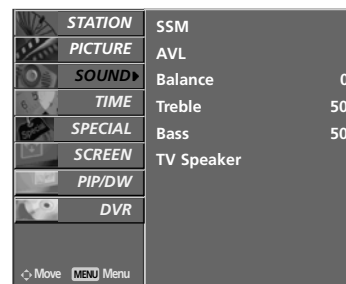 STATION
PICTURE
SOUND
TIME
SPECIAL
SCREEN
PIP/DW
DVR
Move MENU Menu
SSM
AVL
Balance 0
Treble 50
Bass 50
TV Speaker